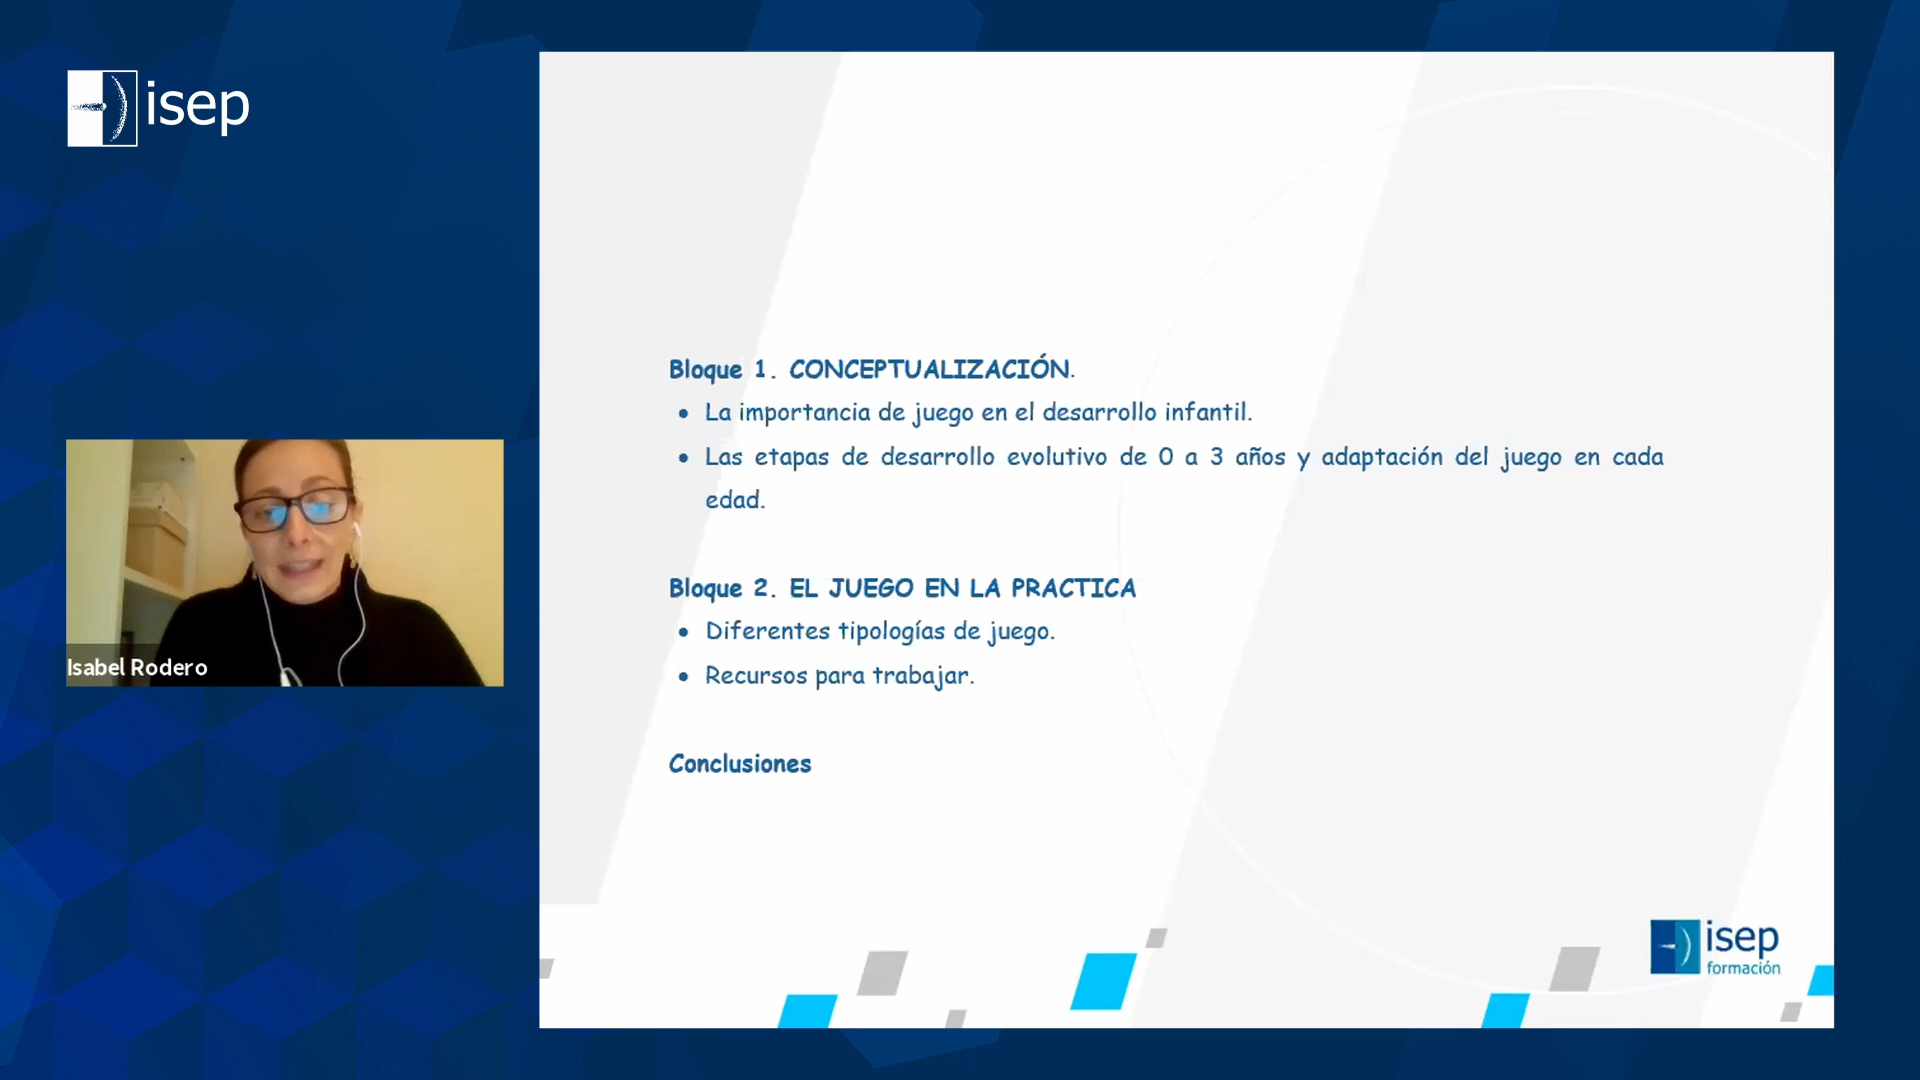 isep
Bloque 1. CONCEPTUALIZACIÓN.
• La importancia de juego en el desarrollo infantil.
• Las etapas de desarrollo evolutivo de 0 a 3 años y adaptación del juego en cada
edad.
Bloque 2. EL JUEGO EN LA PRACTICA
• Diferentes tipologías de juego.
• Recursos para trabajar.
Conclusiones
Isabel Rodero
isep
formación